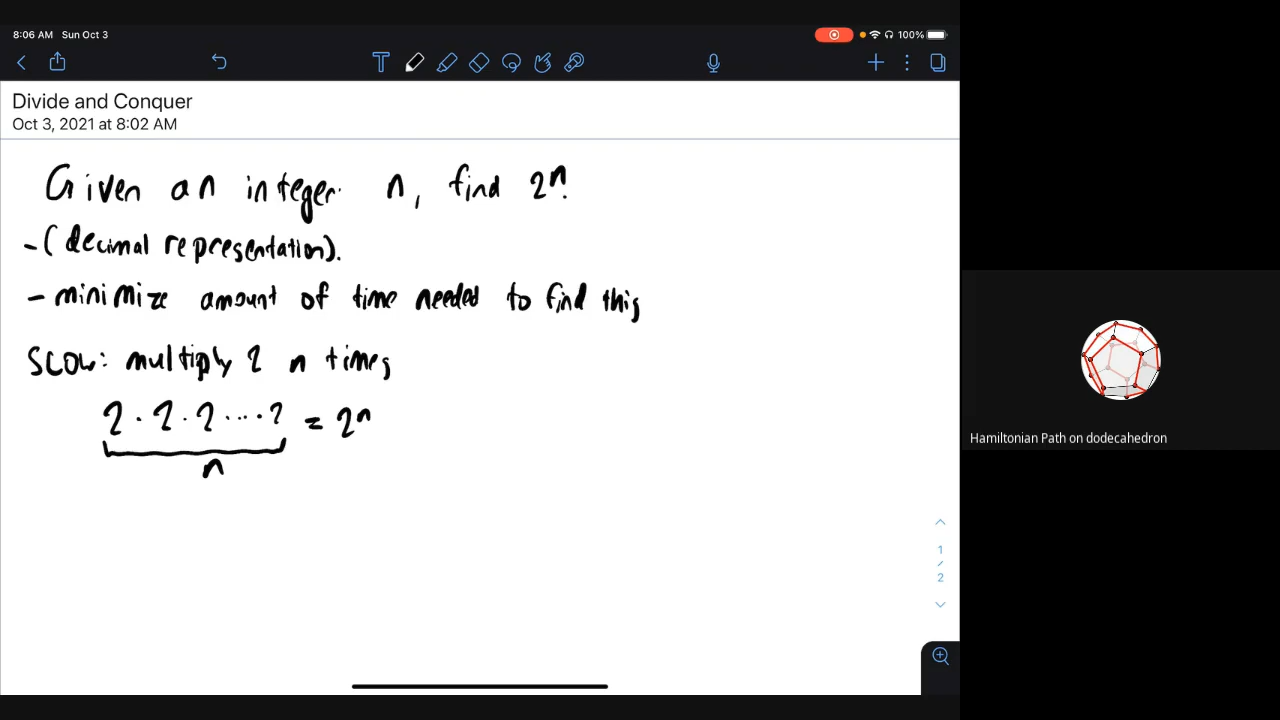 8:06 AM Sun Oct 3
100%
Divide and Conquer
Oct 3, 2021 at 8:02 AM
Given an integer n, find 2ⁿ.
- (decimal representation).
- minimize amount of time needed to find this
Slow: multiply 2 n times
2 · 2 · 2 · ... · 2 = 2ⁿ
n
1
/
2
Hamiltonian Path on dodecahedron